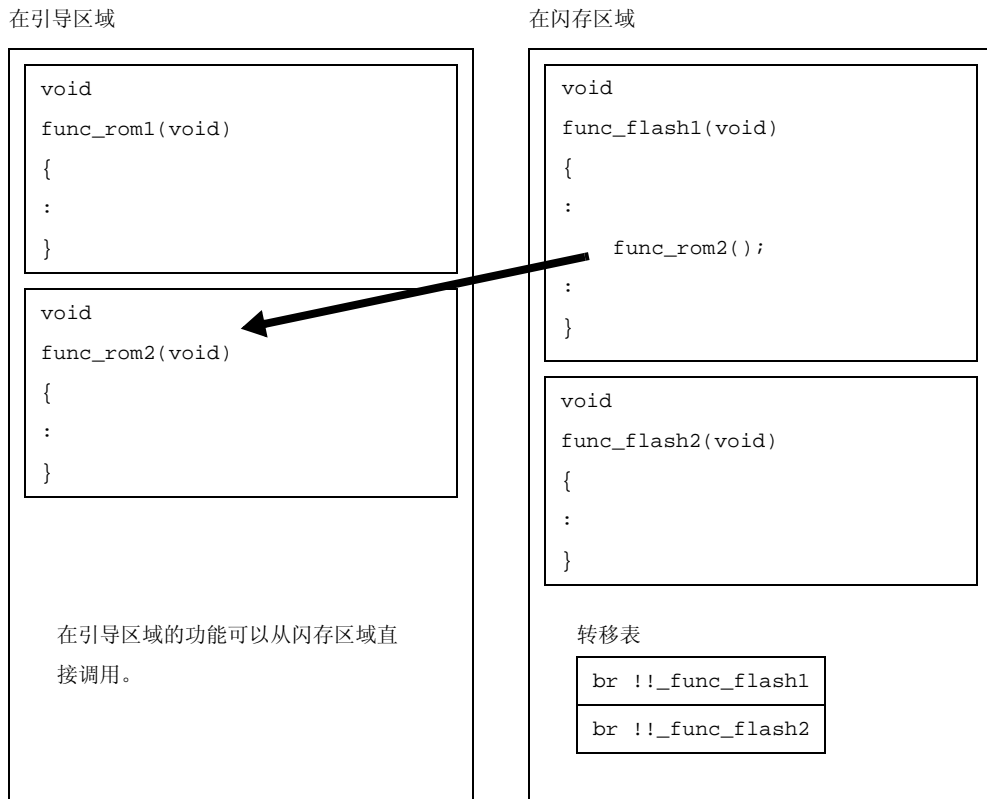 在引导区域
void
func_rom1(void)
{
:
}
void
func_rom2(void)
{
:
}
在引导区域的功能可以从闪存区域直
接调用。
在闪存区域
void
func_flash1(void)
{
:
func_rom2();
:
}
void
func_flash2(void)
{
:
}
转移表
br !!_func_flash1
br !!_func_flash2